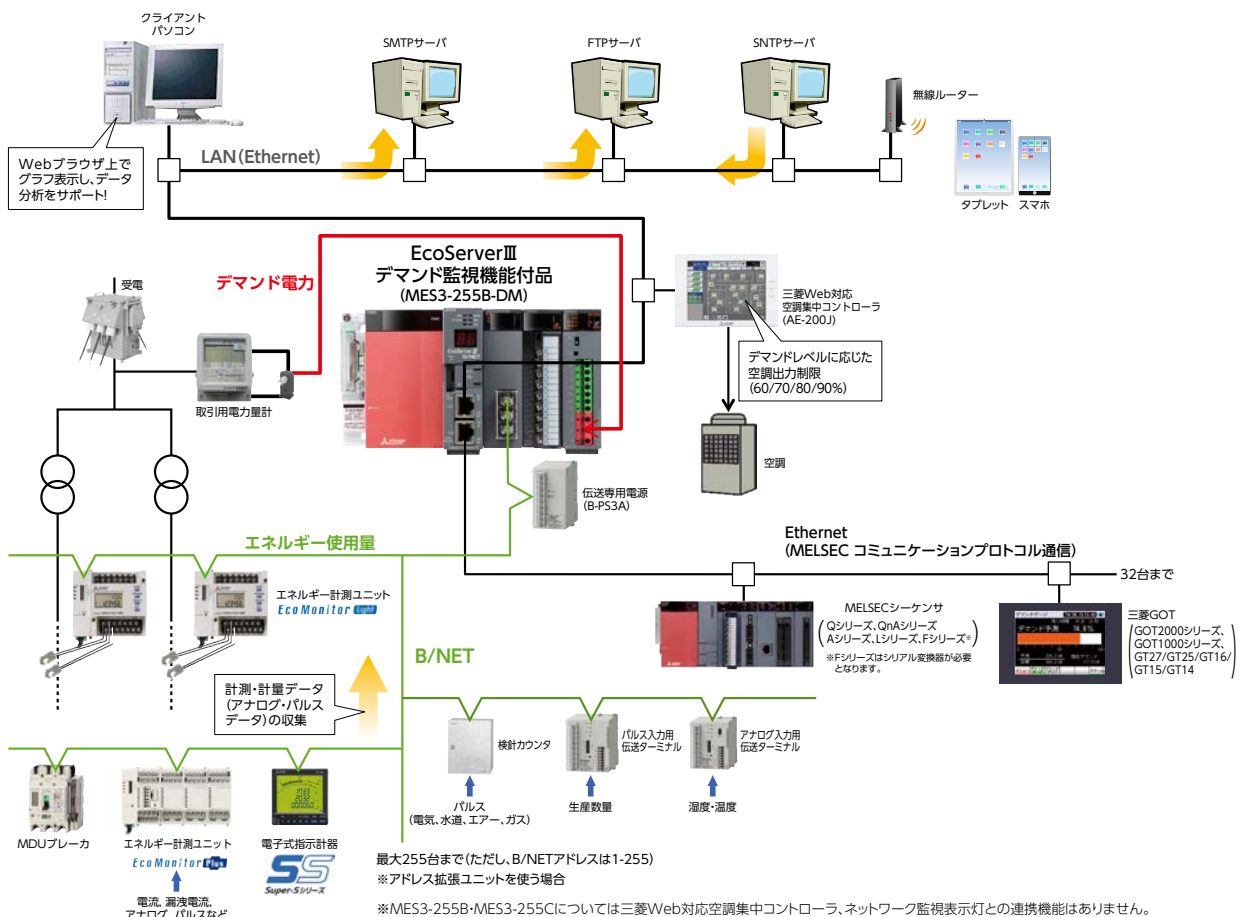 クライアント
パソコン
SMTPサーバ
FTPサーバ
SNTPサーバ
無線ルーター
Webブラウザ上で
グラフ表示し、データ
分析をサポート!
LAN(Ethernet)
タブレット
スマホ
受電
デマンド電力
EcoServerⅢ
デマンド監視機能付品
(MES3-255B-DM)
三菱Web対応
空調集中コントローラ
(AE-200J)
デマンドレベルに応じた
空調出力制限
(60/70/80/90%)
取引用電力量計
空調
伝送専用電源
(B-PS3A)
エネルギー使用量
Ethernet
(MELSEC コミュニケーションプロトコル通信)
32台まで
エネルギー計測ユニット
EcoMonitor Light
MELSECシーケンサ
(Qシリーズ、QnAシリーズ
Aシリーズ、Lシリーズ、Fシリーズ※)
※Fシリーズはシリアル変換器が必要
となります。
デマンド予測
三菱GOT
(GOT2000シリーズ、
GOT1000シリーズ、
GT27/GT25/GT16/
GT15/GT14)
B/NET
計測・計量データ
(アナログ・パルス
データ)の収集
検針カウンタ
パルス入力用
伝送ターミナル
アナログ入力用
伝送ターミナル
パルス
(電気、水道、エアー、ガス)
生産数量
湿度・温度
MDUブレーカ
エネルギー計測ユニット
EcoMonitor Plus
電子式指示計器
SS
Super-Sシリーズ
電流, 漏洩電流,
アナログ, パルスなど
最大255台まで(ただし、B/NETアドレスは1-255)
※アドレス拡張ユニットを使う場合
※MES3-255B・MES3-255Cについては三菱Web対応空調集中コントローラ、ネットワーク監視表示灯との連携機能はありません。